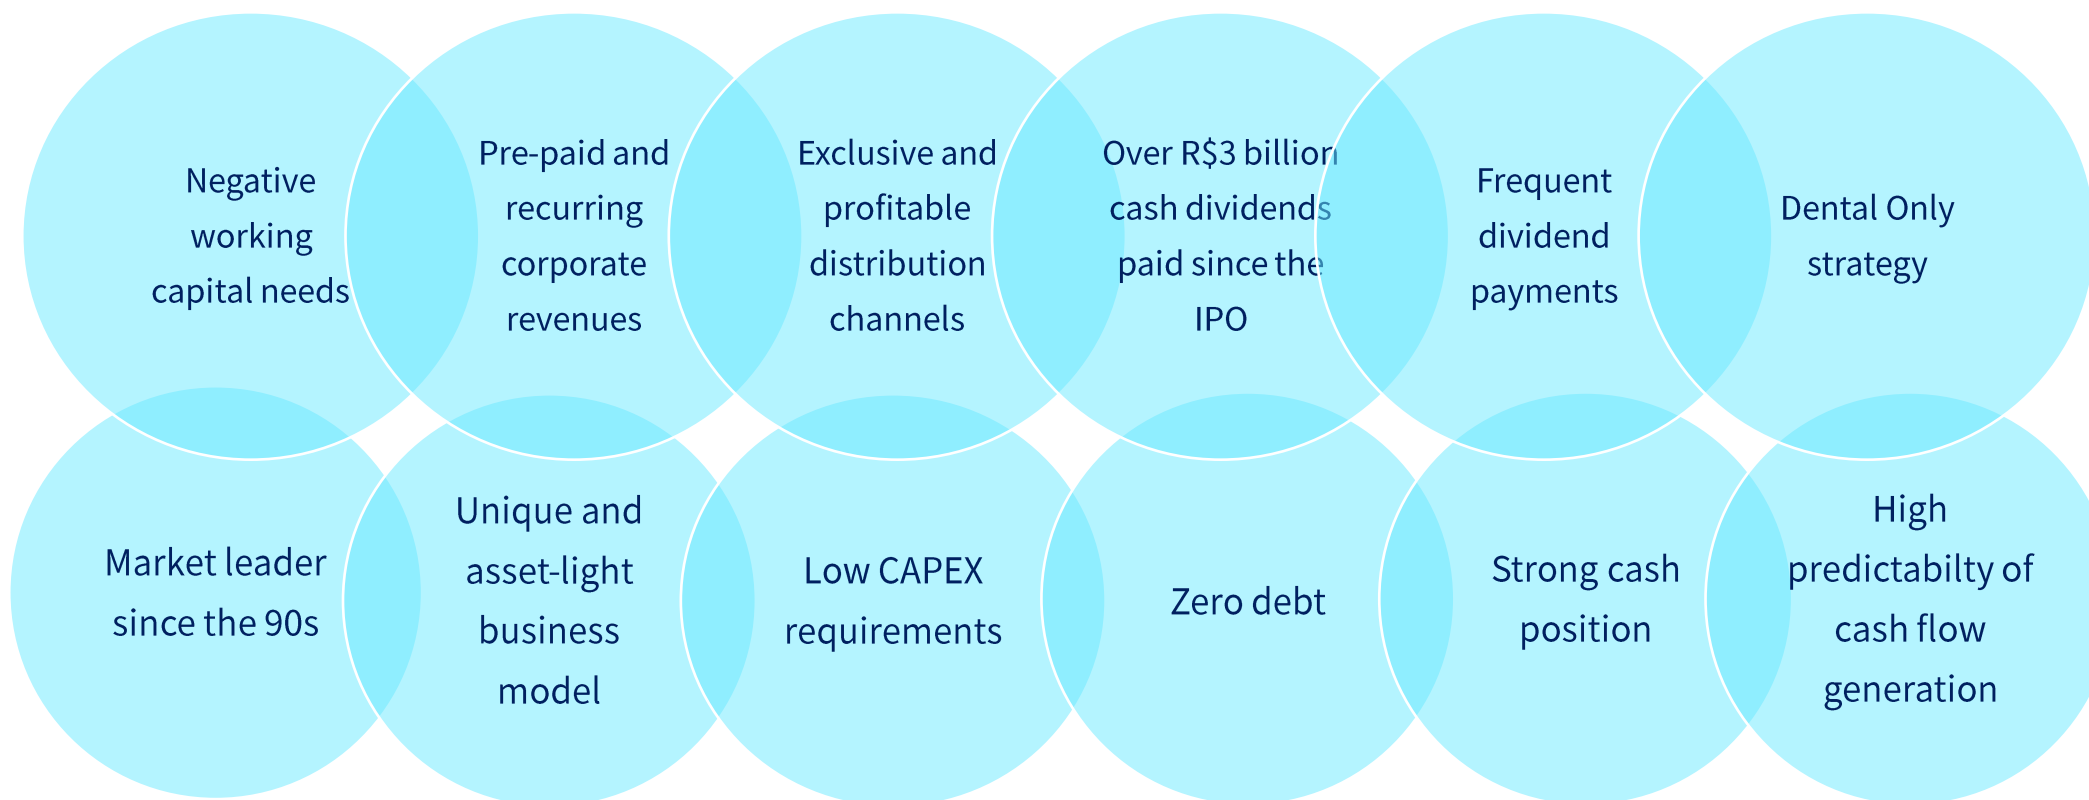 Negative
working
capital needs
Pre-paid and
recurring
corporate
revenues
Exclusive and
profitable
distribution
channels
Over R$3 billion
cash dividends
paid since the
IPO
Frequent
dividend
payments
Dental Only
strategy
Market leader
since the 90s
Unique and
asset-light
business
model
Low CAPEX
requirements
Zero debt
Strong cash
position
High
predictabilty of
cash flow
generation